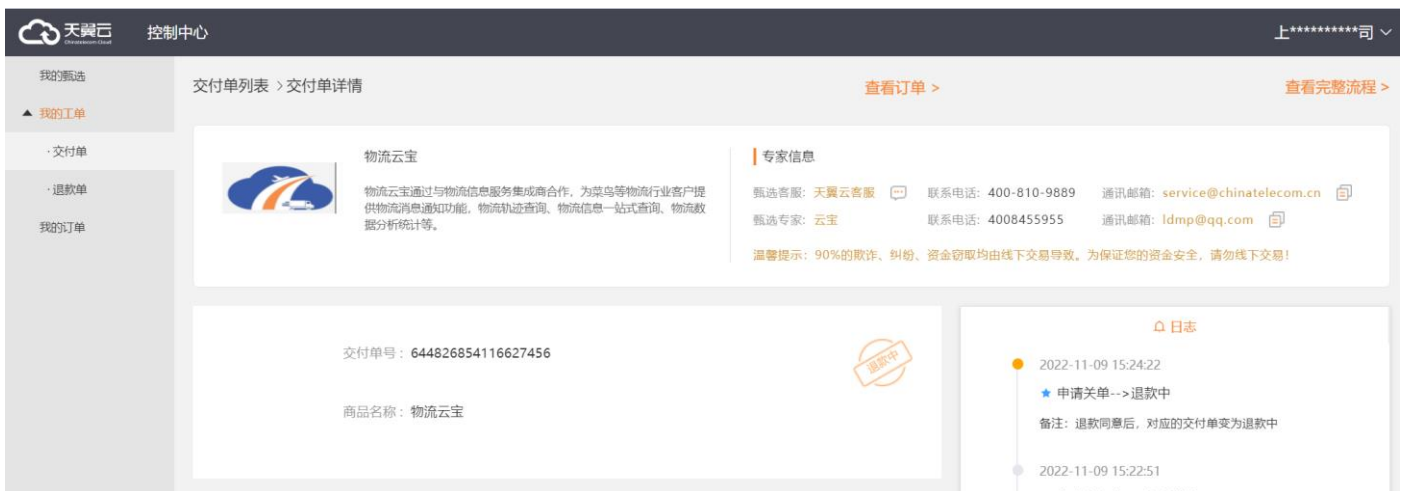 天翼云
Chinatelecom Cloud
控制中心
上**********司
我的甄选
我的工单
·交付单
·退款单
我的订单
交付单列表 > 交付单详情
查看订单 >
查看完整流程 >
物流云宝
物流云宝通过与物流信息服务集成商合作，为菜鸟等物流行业客户提
供物流消息通知功能，物流轨迹查询、物流信息一站式查询、物流数
据分析统计等。
专家信息
甄选客服：天翼云客服 联系电话：400-810-9889 通讯邮箱：service@chinatelecom.cn
甄选专家：云宝 联系电话：4008455955 通讯邮箱：ldmp@qq.com
温馨提示：90%的欺诈、纠纷、资金窃取均由线下交易导致。为保证您的资金安全，请勿线下交易！
交付单号：644826854116627456
退款中
商品名称：物流云宝
日志
2022-11-09 15:24:22
申请关单-->退款中
备注：退款同意后，对应的交付单变为退款中
2022-11-09 15:22:51